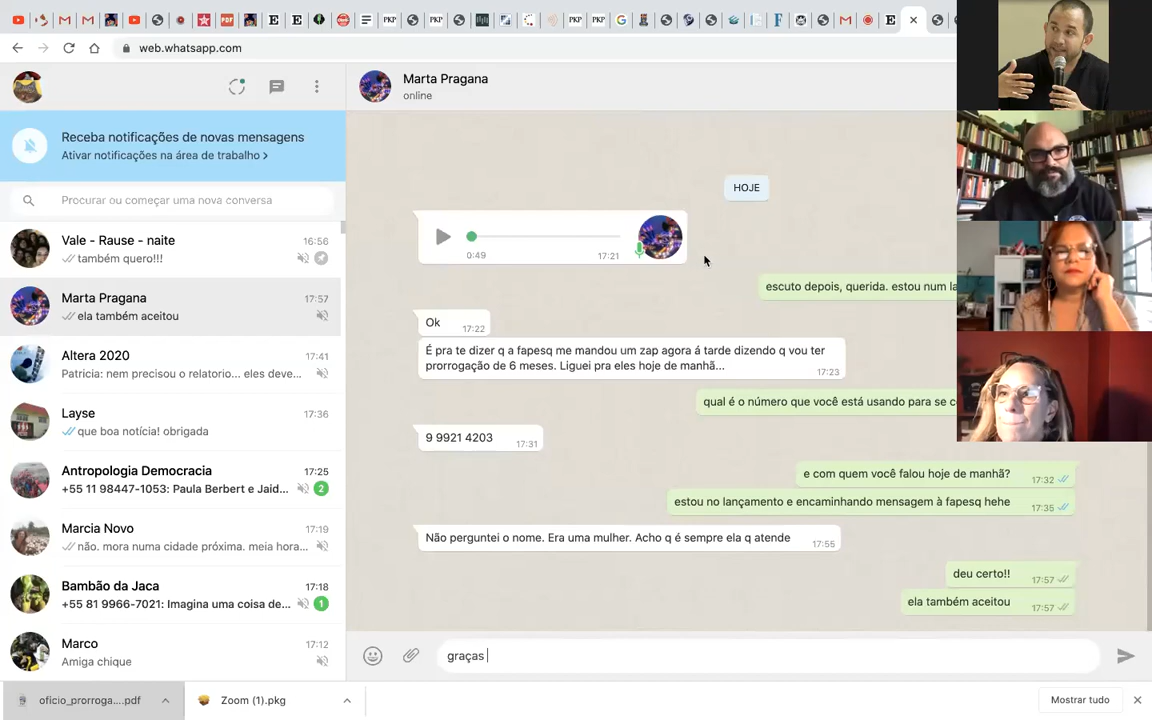 PDF
PKP
PKP
PKP
PKP
web.whatsapp.com
Receba notificações de novas mensagens
Ativar notificações na área de trabalho >
Procurar ou começar uma nova conversa
Vale - Rause - naite
16:56
também quero!!!
Marta Pragana
17:57
ela também aceitou
Altera 2020
17:41
Patricia: nem precisou o relatorio... eles deve...
Layse
17:36
que boa notícia! obrigada
Antropologia Democracia
17:25
+55 11 98447-1053: Paula Berbert e Jaid...
2
Marcia Novo
17:19
não. mora numa cidade próxima. meia hora...
Bambão da Jaca
17:18
+55 81 9966-7021: Imagina uma coisa de...
1
Marco
17:12
Amiga chique
Marta Pragana
online
HOJE
0:49
17:21
escuto depois, querida. estou num la
Ok
17:22
É pra te dizer q a fapesq me mandou um zap agora á tarde dizendo q vou ter
prorrogação de 6 meses. Liguei pra eles hoje de manhã...
17:23
qual é o número que você está usando para se c
9 9921 4203
17:31
e com quem você falou hoje de manhã?
17:32
estou no lançamento e encaminhando mensagem à fapesq hehe
17:35
Não perguntei o nome. Era uma mulher. Acho q é sempre ela q atende
17:55
deu certo!!
17:57
ela também aceitou
17:57
graças
oficio_prorroga....pdf
Zoom (1).pkg
Mostrar tudo